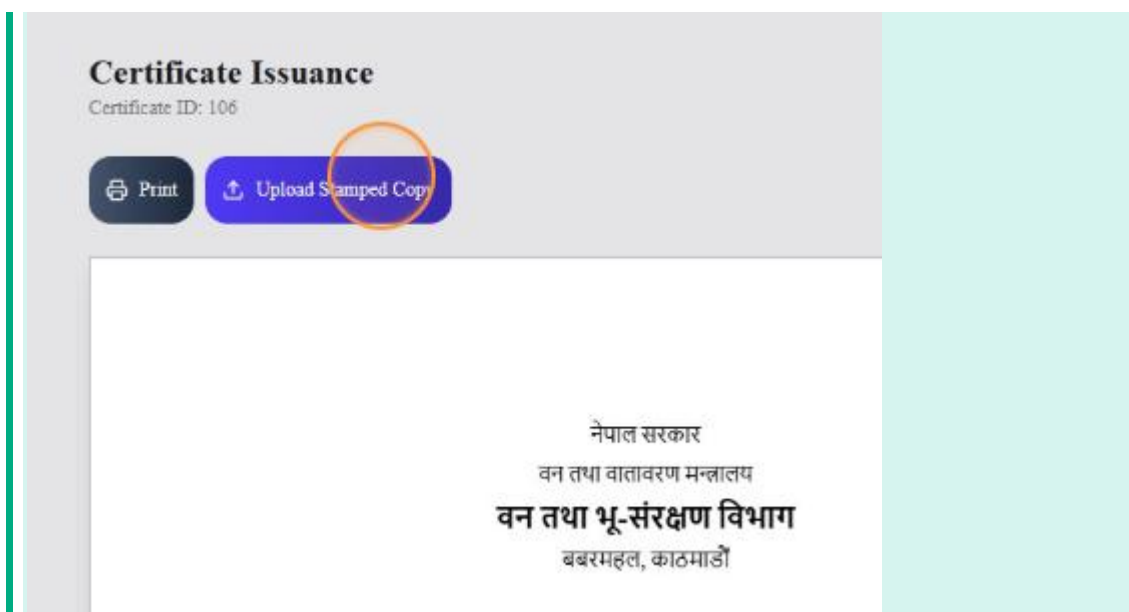 Certificate Issuance
Certificate ID: 106
Print
Upload Stamped Copy
नेपाल सरकार
वन तथा वातावरण मन्त्रालय
वन तथा भू-संरक्षण विभाग
बबरमहल, काठमाडौं